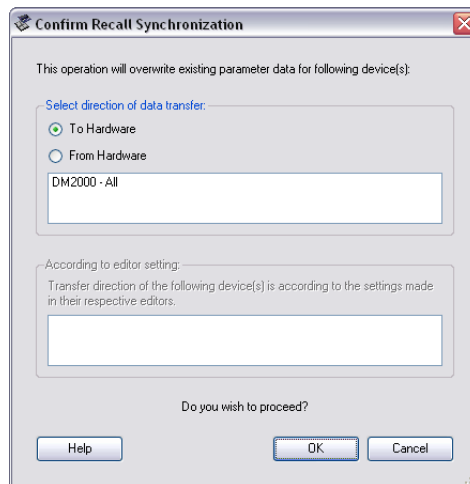 Confirm Recall Synchronization
This operation will overwrite existing parameter data for following device(s):
Select direction of data transfer:
To Hardware
From Hardware
DM2000 - All
According to editor setting:
Transfer direction of the following device(s) is according to the settings made
in their respective editors.
Do you wish to proceed?
Help
OK
Cancel